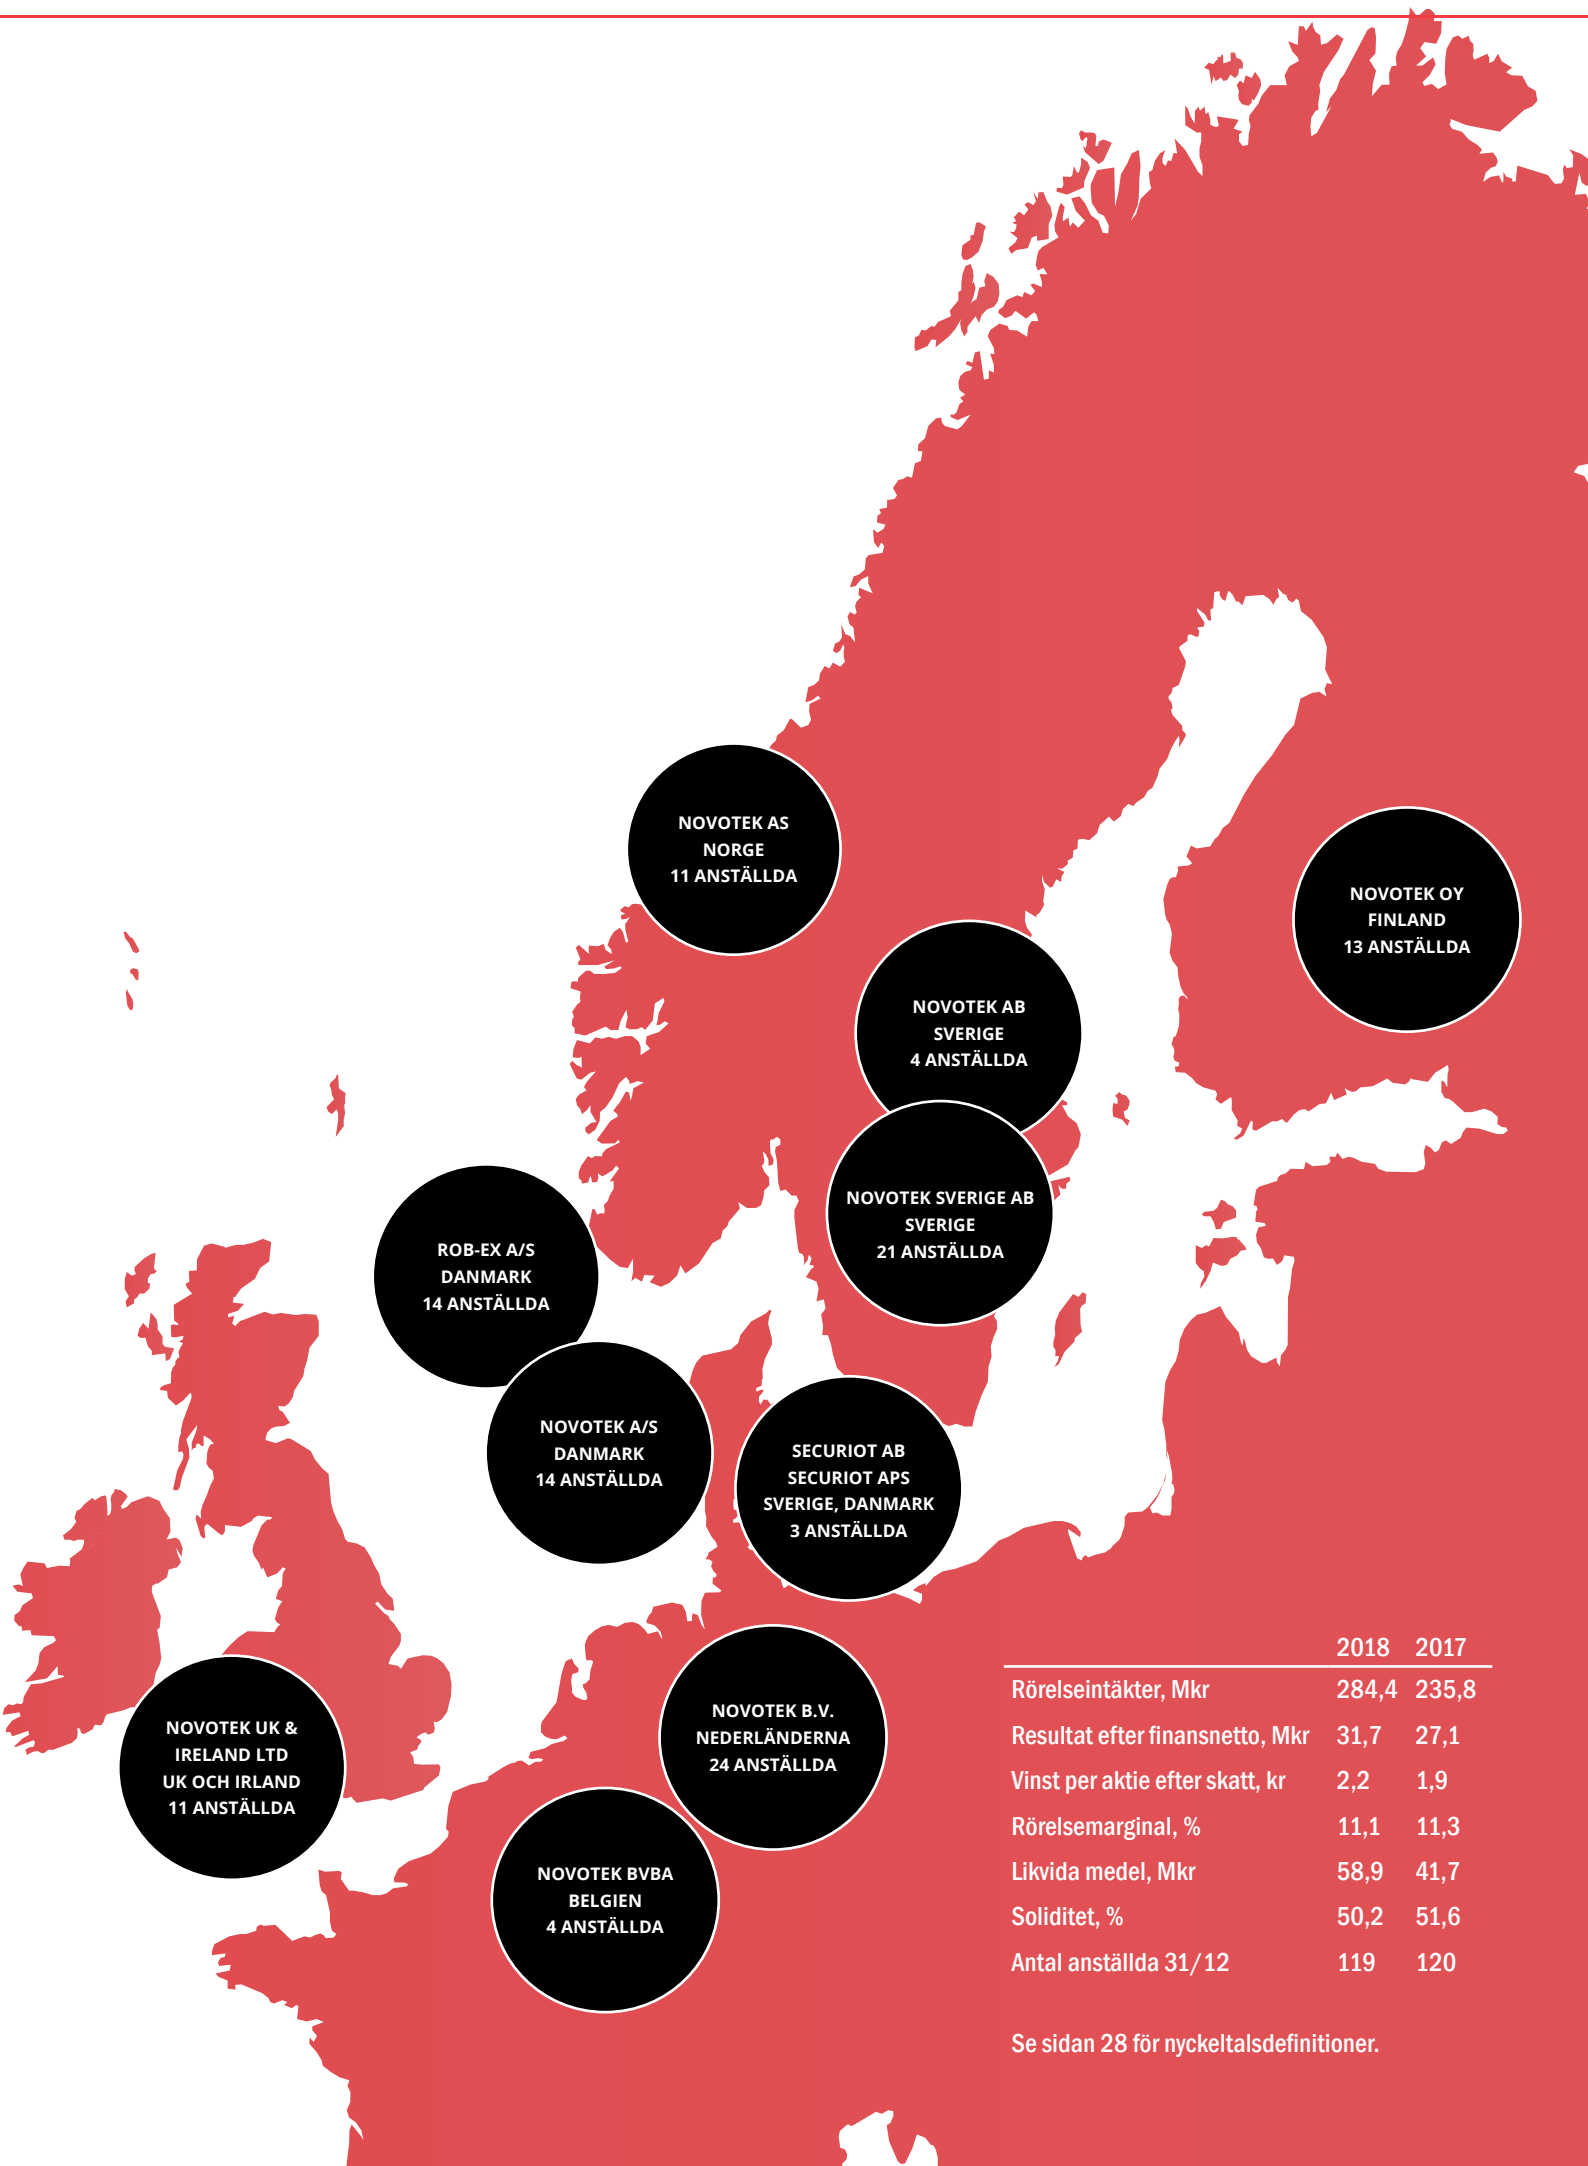 NOVOTEK AS
NORGE
11 ANSTÄLLDA
NOVOTEK OY
FINLAND
13 ANSTÄLLDA
NOVOTEK AB
SVERIGE
4 ANSTÄLLDA
NOVOTEK SVERIGE AB
SVERIGE
21 ANSTÄLLDA
ROB-EX A/S
DANMARK
14 ANSTÄLLDA
NOVOTEK A/S
DANMARK
14 ANSTÄLLDA
SECURIOT AB
SECURIOT APS
SVERIGE, DANMARK
3 ANSTÄLLDA
NOVOTEK UK &
IRELAND LTD
UK OCH IRLAND
11 ANSTÄLLDA
NOVOTEK B.V.
NEDERLÄNDERNA
24 ANSTÄLLDA
NOVOTEK BVBA
BELGIEN
4 ANSTÄLLDA
2018 2017
Rörelseintäkter, Mkr 284,4 235,8
Resultat efter finansnetto, Mkr 31,7 27,1
Vinst per aktie efter skatt, kr 2,2 1,9
Rörelsemarginal, % 11,1 11,3
Likvida medel, Mkr 58,9 41,7
Soliditet, % 50,2 51,6
Antal anställda 31/12 119 120
Se sidan 28 för nyckeltalsdefinitioner.